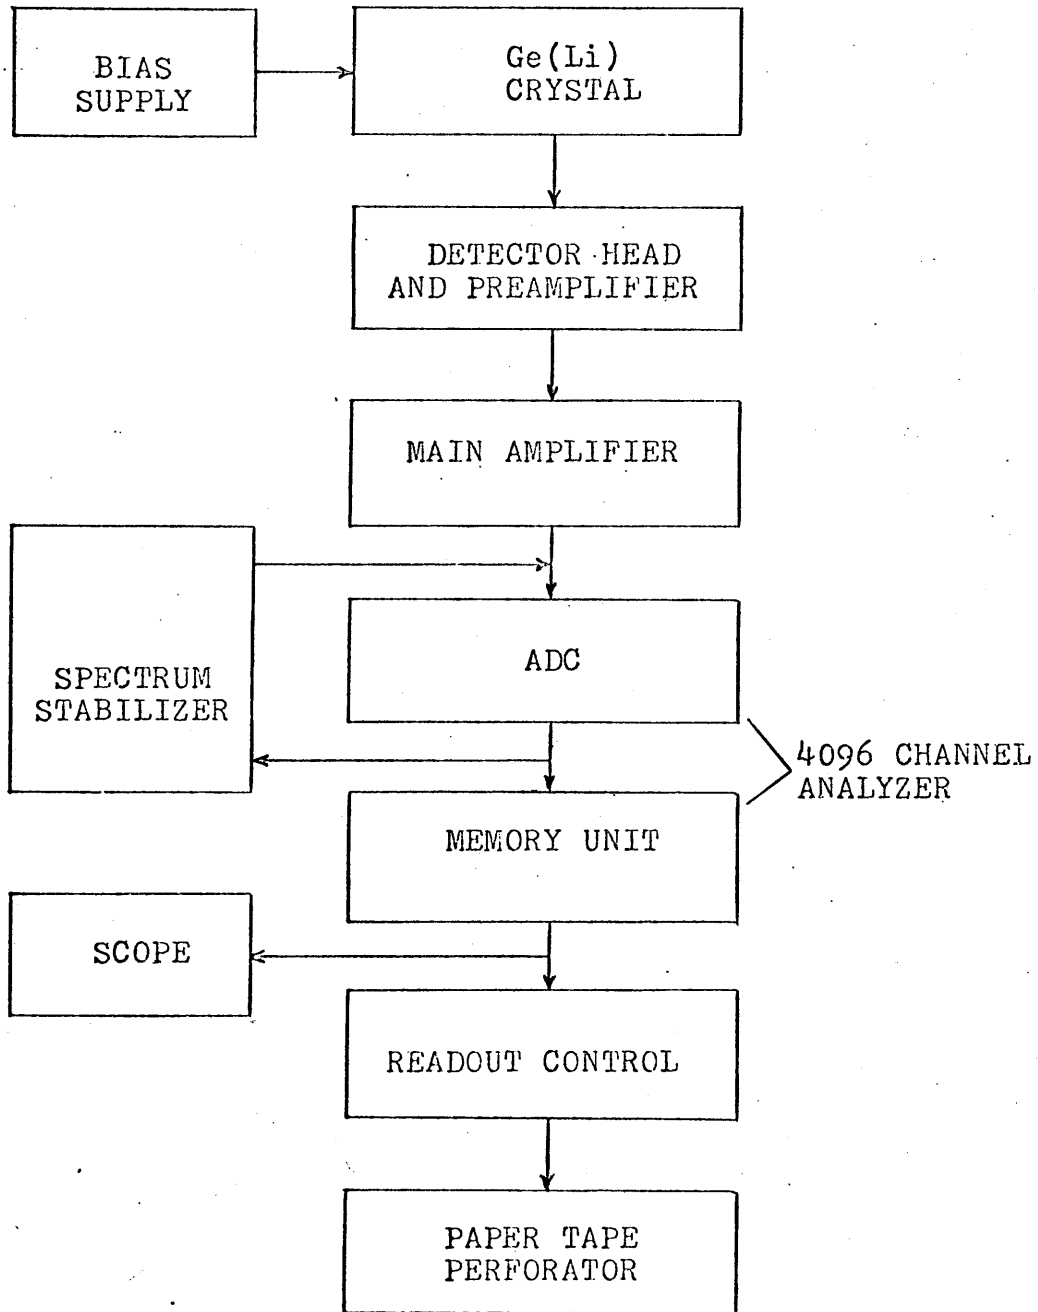 BIAS
SUPPLY
Ge(Li)
CRYSTAL
DETECTOR HEAD
AND PREAMPLIFIER
MAIN AMPLIFIER
SPECTRUM
STABILIZER
ADC
4096 CHANNEL
ANALYZER
MEMORY UNIT
SCOPE
READOUT CONTROL
PAPER TAPE
PERFORATOR